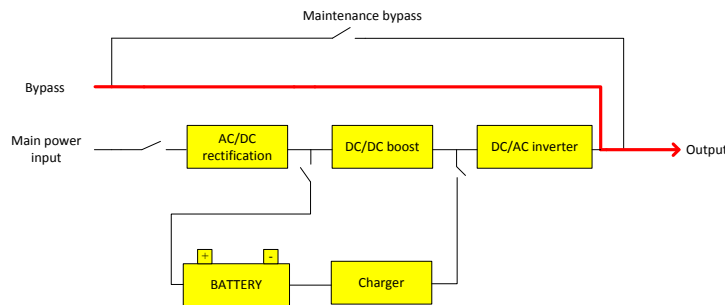 Maintenance bypass
Bypass
Main power
input
AC/DC
rectification
DC/DC boost
DC/AC inverter
Output
+
-
BATTERY
Charger